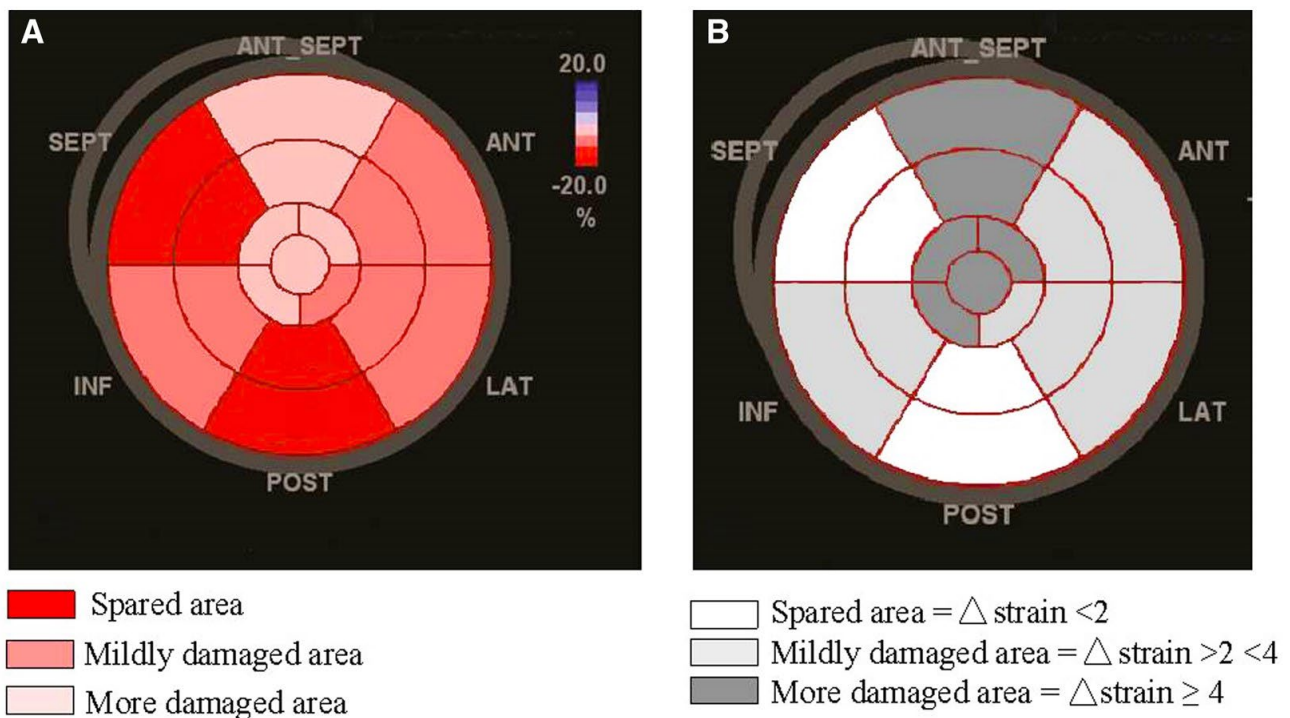 A
ANT_SEPT
20.0
SEPT
ANT
-20.0
%
INF
LAT
POST
Spared area
Mildly damaged area
More damaged area
B
ANT_SEPT
SEPT
ANT
INF
LAT
POST
Spared area = △ strain <2
Mildly damaged area = △ strain >2 <4
More damaged area = △strain ≥ 4